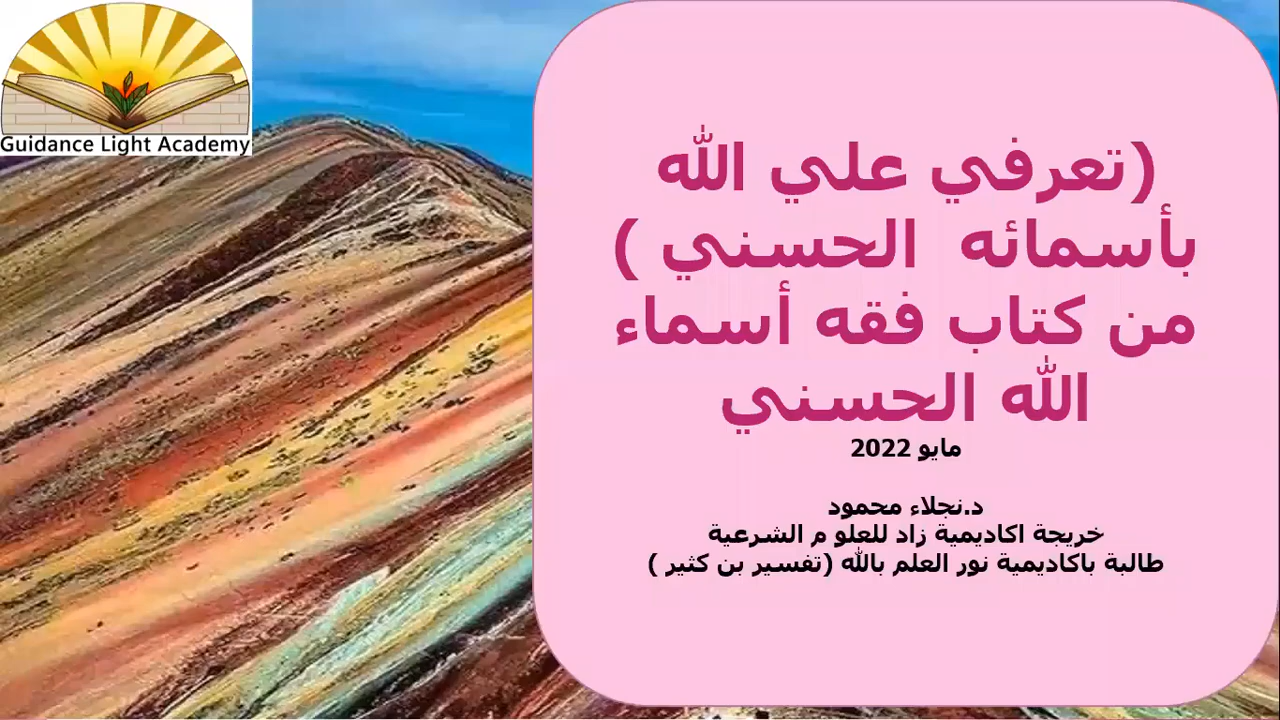 Guidance Light Academy
(تعرفي علي الله
بأسمائه الحسني )
من كتاب فقه أسماء
الله الحسني
مايو 2022
د.نجلاء محمود
خريجة اكاديمية زاد للعلو م الشرعية
طالبة باكاديمية نور العلم بالله (تفسير بن كثير )